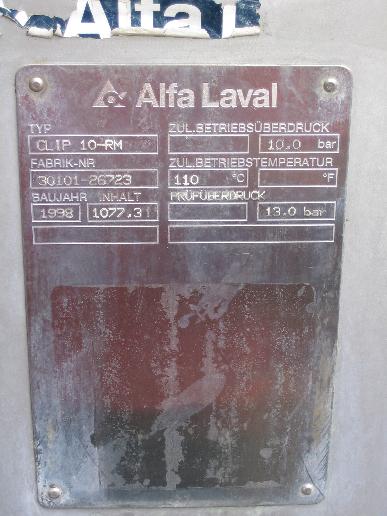 Alfa L
Alfa Laval
TYP ZUL.BETRIEBSÜBERDRUCK
CLIP 10-RM 10.0 bar
FABRIK-NR ZUL.BETRIEBSTEMPERATUR
30101-26723 110 °C °F
BAUJAHR INHALT PRÜFÜBERDRUCK
1998 1077.31 13.0 bar